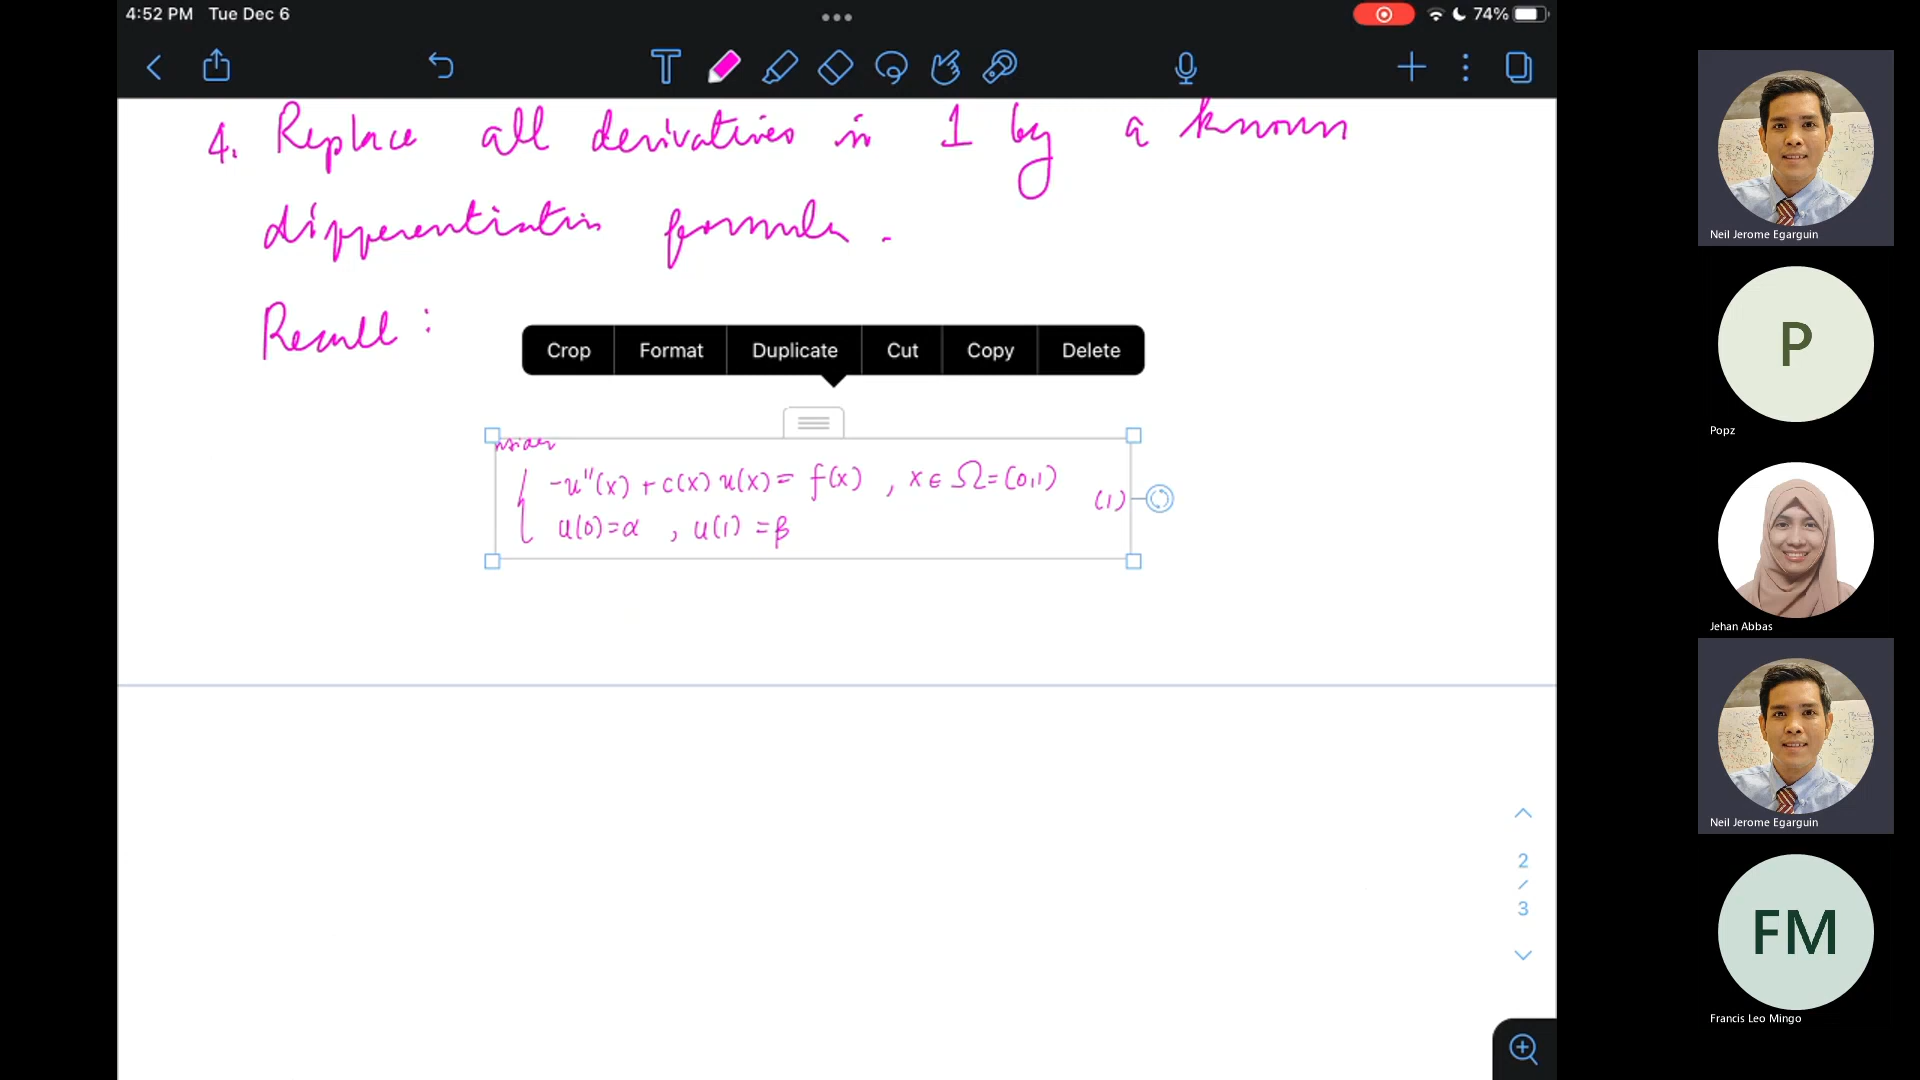 4:52 PM Tue Dec 6
74%
4. Replace all derivatives in 1 by a known
differentiation formula.
Recall:
Crop Format Duplicate Cut Copy Delete
nsider
-u''(x) + c(x) u(x) = f(x) , x ∈ Ω = (0,1)
(1)
u(0) = α , u(1) = β
2
/
3
Neil Jerome Egarguin
P
Popz
Jehan Abbas
Neil Jerome Egarguin
FM
Francis Leo Mingo